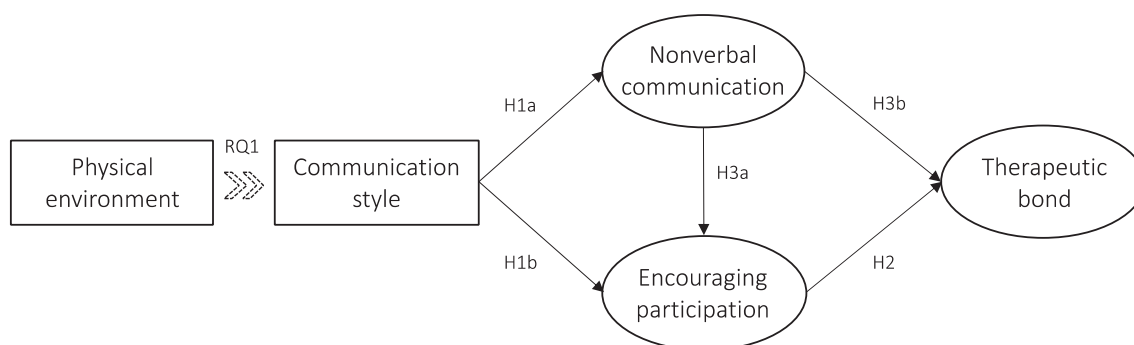 Physical
environment
RQ1
Communication
style
H1a
H1b
Nonverbal
communication
H3a
Encouraging
participation
H3b
H2
Therapeutic
bond